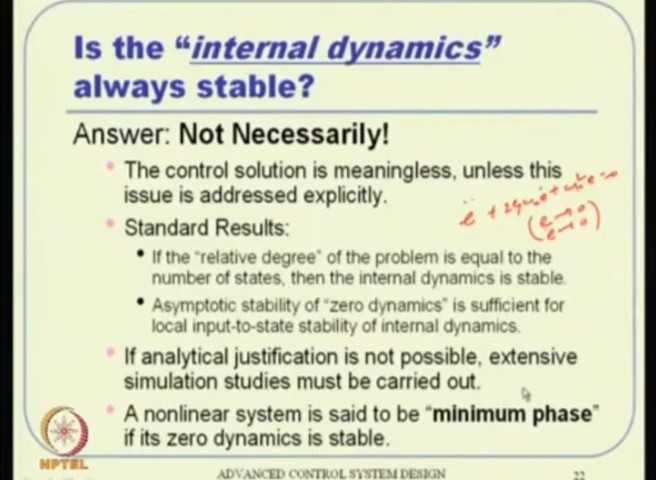 Is the “internal dynamics”
always stable?
Answer: Not Necessarily!
• The control solution is meaningless, unless this
issue is addressed explicitly.
• Standard Results:
• If the “relative degree” of the problem is equal to the
number of states, then the internal dynamics is stable.
• Asymptotic stability of “zero dynamics” is sufficient for
local input-to-state stability of internal dynamics.
• If analytical justification is not possible, extensive
simulation studies must be carried out.
• A nonlinear system is said to be “minimum phase”
if its zero dynamics is stable.
NPTEL
ADVANCED CONTROL SYSTEM DESIGN